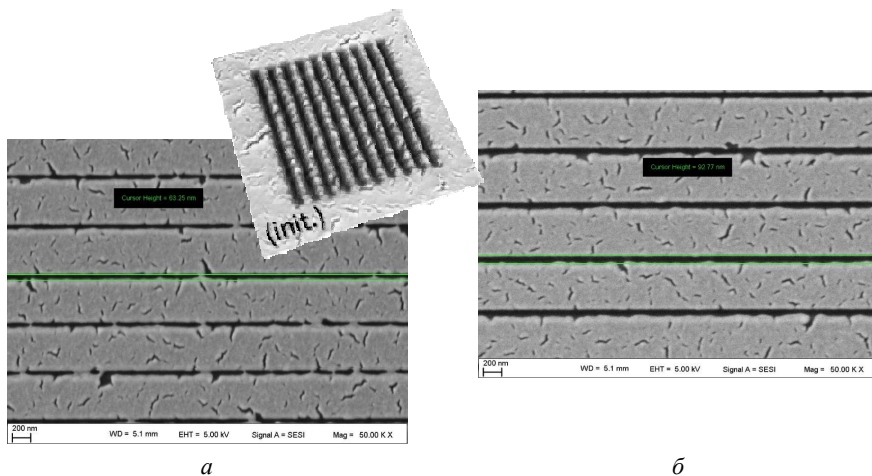 (init.)
Cursor Height = 63.25 nm
Cursor Height = 92.77 nm
200 nm
WD = 5.1 mm EHT = 5.00 kV Signal A = SESI Mag = 50.00 K X
200 nm
WD = 5.1 mm EHT = 5.00 kV Signal A = SESI Mag = 50.00 K X
а
б